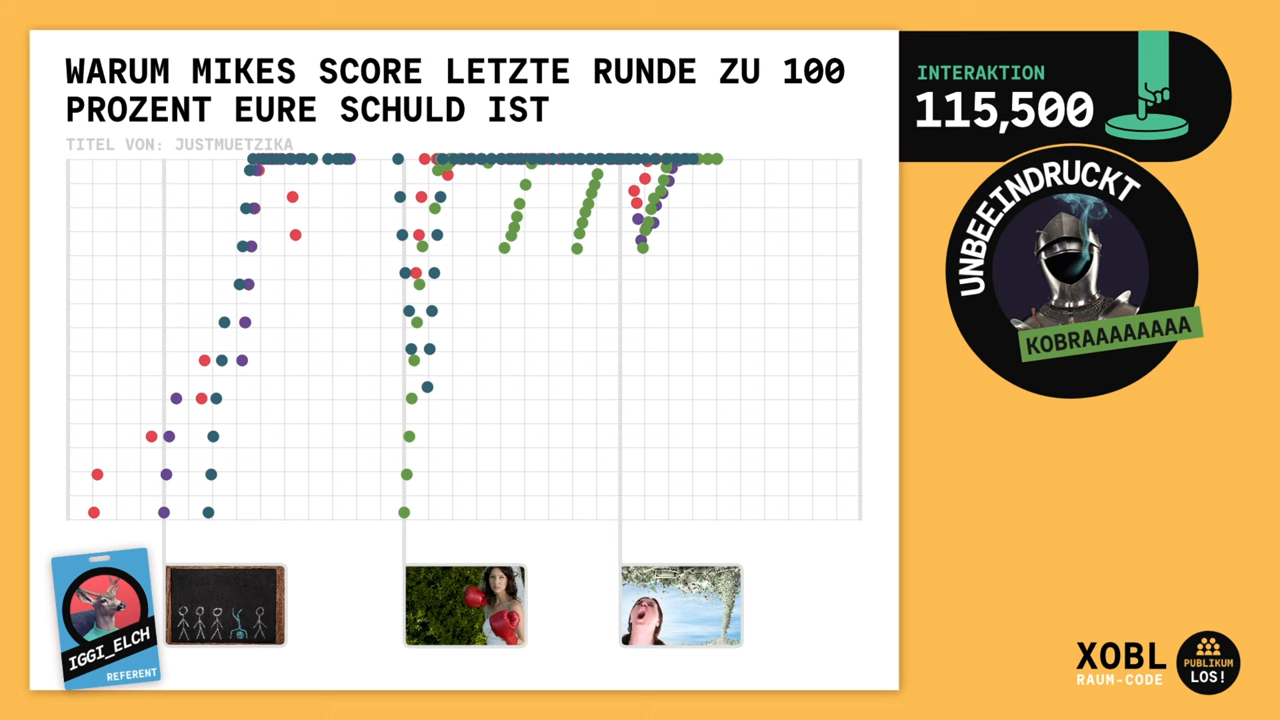 WARUM MIKES SCORE LETZTE RUNDE ZU 100
PROZENT EURE SCHULD IST
TITEL VON: JUSTMUETZIKA
INTERAKTION
115,500
UNBEEINDRUCKT
KOBRAAAAAAAA
IGGI_ELCH
REFERENT
XOBL
RAUM-CODE
PUBLIKUM
LOS!